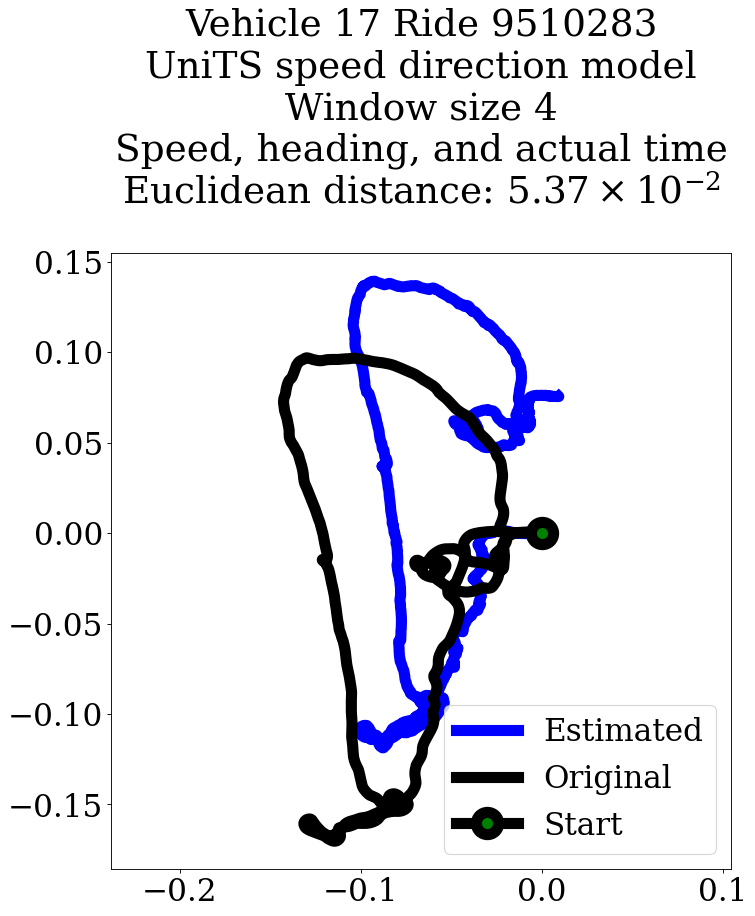 Vehicle 17 Ride 9510283
UniTS speed direction model
Window size 4
Speed, heading, and actual time
Euclidean distance: 5.37 × 10⁻²
0.15
0.10
0.05
0.00
−0.05
−0.10
−0.15
Estimated
Original
Start
−0.2
−0.1
0.0
0.1